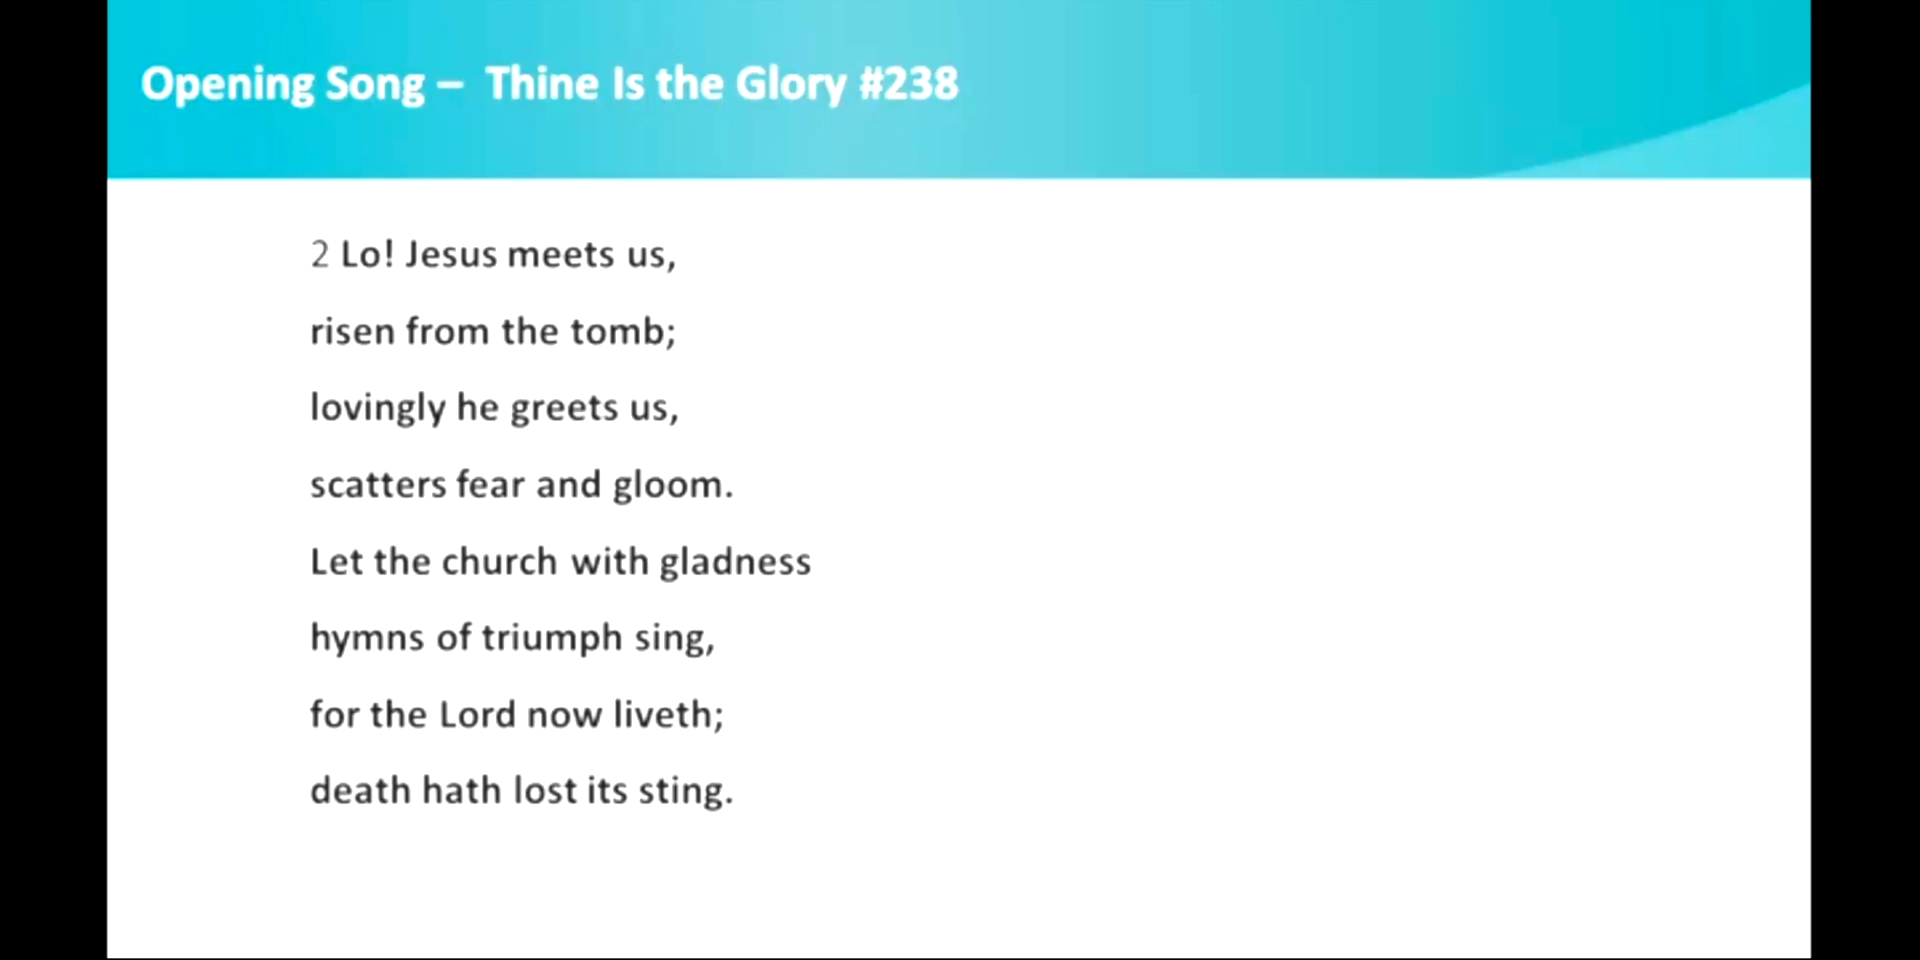 Opening Song – Thine Is the Glory #238
2 Lo! Jesus meets us,
risen from the tomb;
lovingly he greets us,
scatters fear and gloom.
Let the church with gladness
hymns of triumph sing,
for the Lord now liveth;
death hath lost its sting.